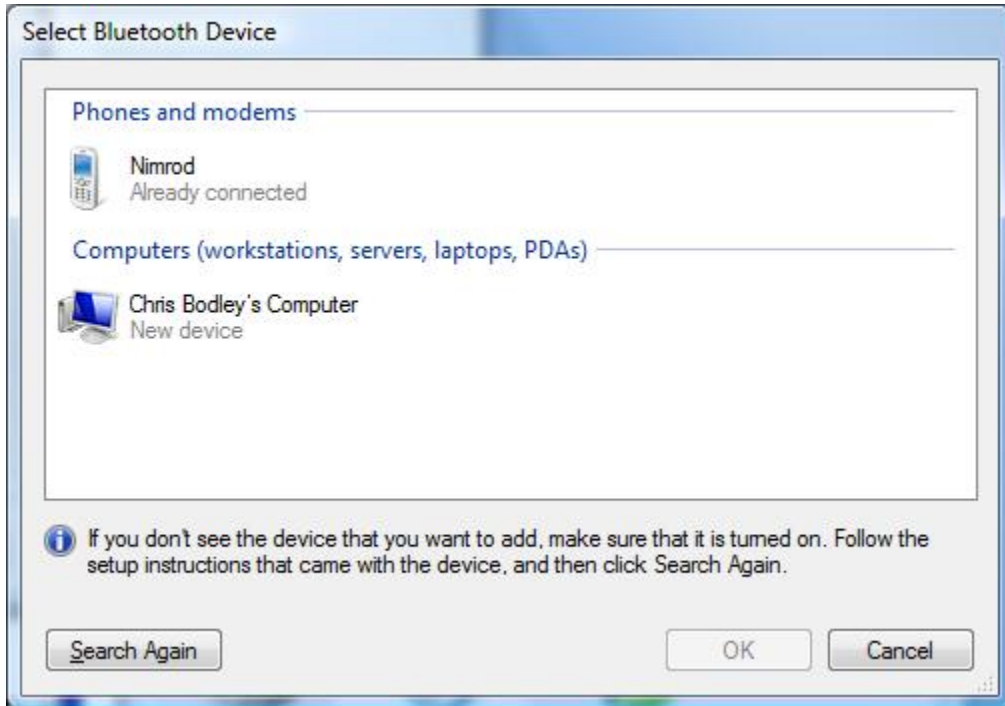 Select Bluetooth Device
Phones and modems
Nimrod
Already connected
Computers (workstations, servers, laptops, PDAs)
Chris Bodley's Computer
New device
If you don't see the device that you want to add, make sure that it is turned on. Follow the
setup instructions that came with the device, and then click Search Again.
Search Again
OK
Cancel